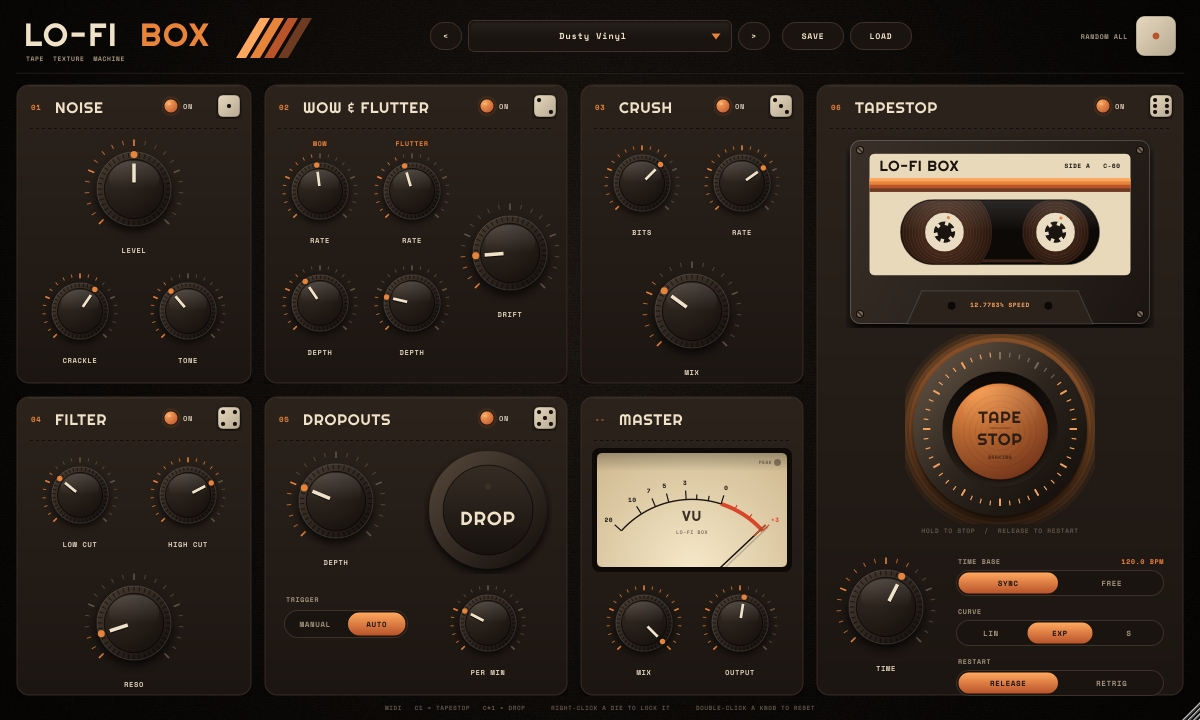 LO-FI BOX
TAPE TEXTURE MACHINE
<
Dusty Vinyl
>
SAVE
LOAD
RANDOM ALL
01 NOISE ON
LEVEL
CRACKLE
TONE
02 WOW & FLUTTER ON
WOW
FLUTTER
RATE
RATE
DRIFT
DEPTH
DEPTH
03 CRUSH ON
BITS
RATE
MIX
06 TAPESTOP ON
LO-FI BOX
SIDE A C-60
12.7783% SPEED
TAPE
STOP
BRAKING
HOLD TO STOP / RELEASE TO RESTART
TIME
TIME BASE
120.0 BPM
SYNC
FREE
CURVE
LIN
EXP
S
RESTART
RELEASE
RETRIG
04 FILTER ON
LOW CUT
HIGH CUT
RESO
05 DROPOUTS ON
DEPTH
DROP
TRIGGER
MANUAL
AUTO
PER MIN
-- MASTER
PEAK
20
10
7
5
3
0
+3
VU
LO-FI BOX
MIX
OUTPUT
MIDI C1 = TAPESTOP C#1 = DROP RIGHT-CLICK A DIE TO LOCK IT DOUBLE-CLICK A KNOB TO RESET